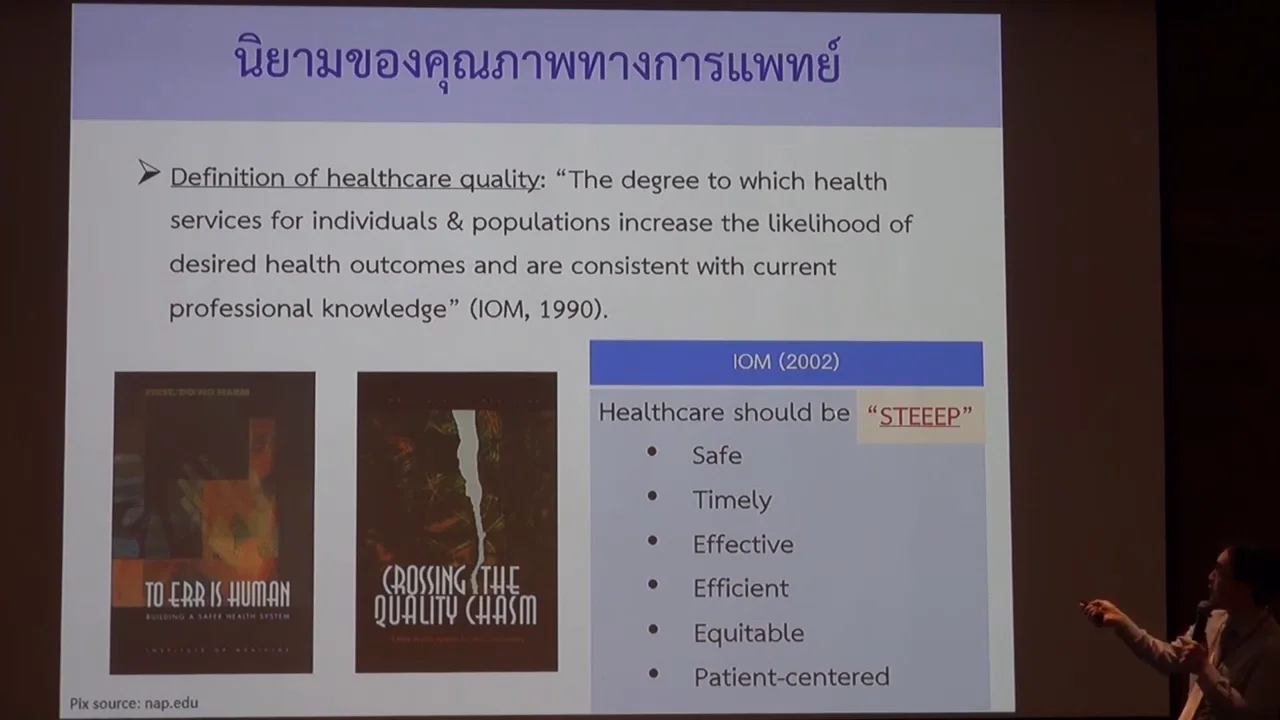 นิยามของคุณภาพทางการแพทย์
➢ Definition of healthcare quality: “The degree to which health
services for individuals & populations increase the likelihood of
desired health outcomes and are consistent with current
professional knowledge” (IOM, 1990).
FIRST, DO NO HARM
TO ERR IS HUMAN
BUILDING A SAFER HEALTH SYSTEM
INSTITUTE OF MEDICINE
CROSSING THE
QUALITY CHASM
IOM (2002)
Healthcare should be “STEEEP”
• Safe
• Timely
• Effective
• Efficient
• Equitable
• Patient-centered
Pix source: nap.edu